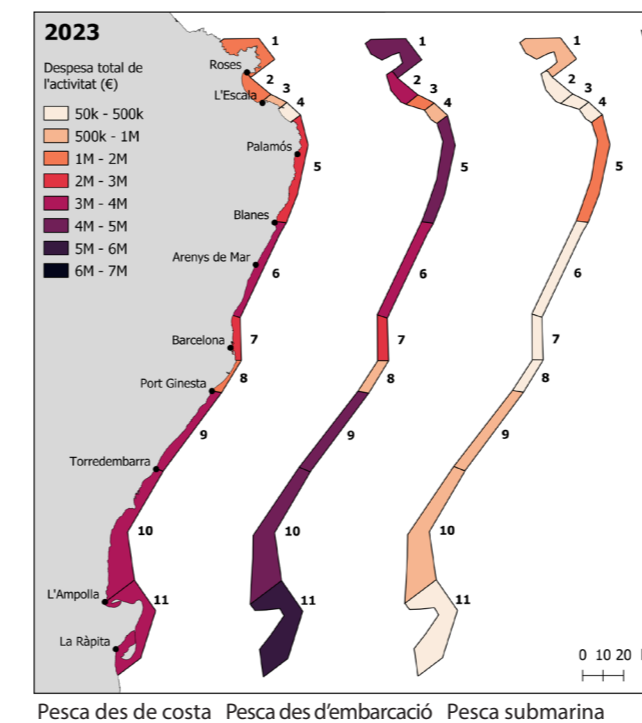 2023
Despesa total de
l'activitat (€)
50k - 500k
500k - 1M
1M - 2M
2M - 3M
3M - 4M
4M - 5M
5M - 6M
6M - 7M
Roses
L'Escala
Palamós
Blanes
Arenys de Mar
Barcelona
Port Ginesta
Torredembarra
L'Ampolla
La Ràpita
1
2
3
4
5
6
7
8
9
10
11
1
2
3
4
5
6
7
8
9
10
11
1
2
3
4
5
6
7
8
9
10
11
0 10 20
Pesca des de costa Pesca des d'embarcació Pesca submarina